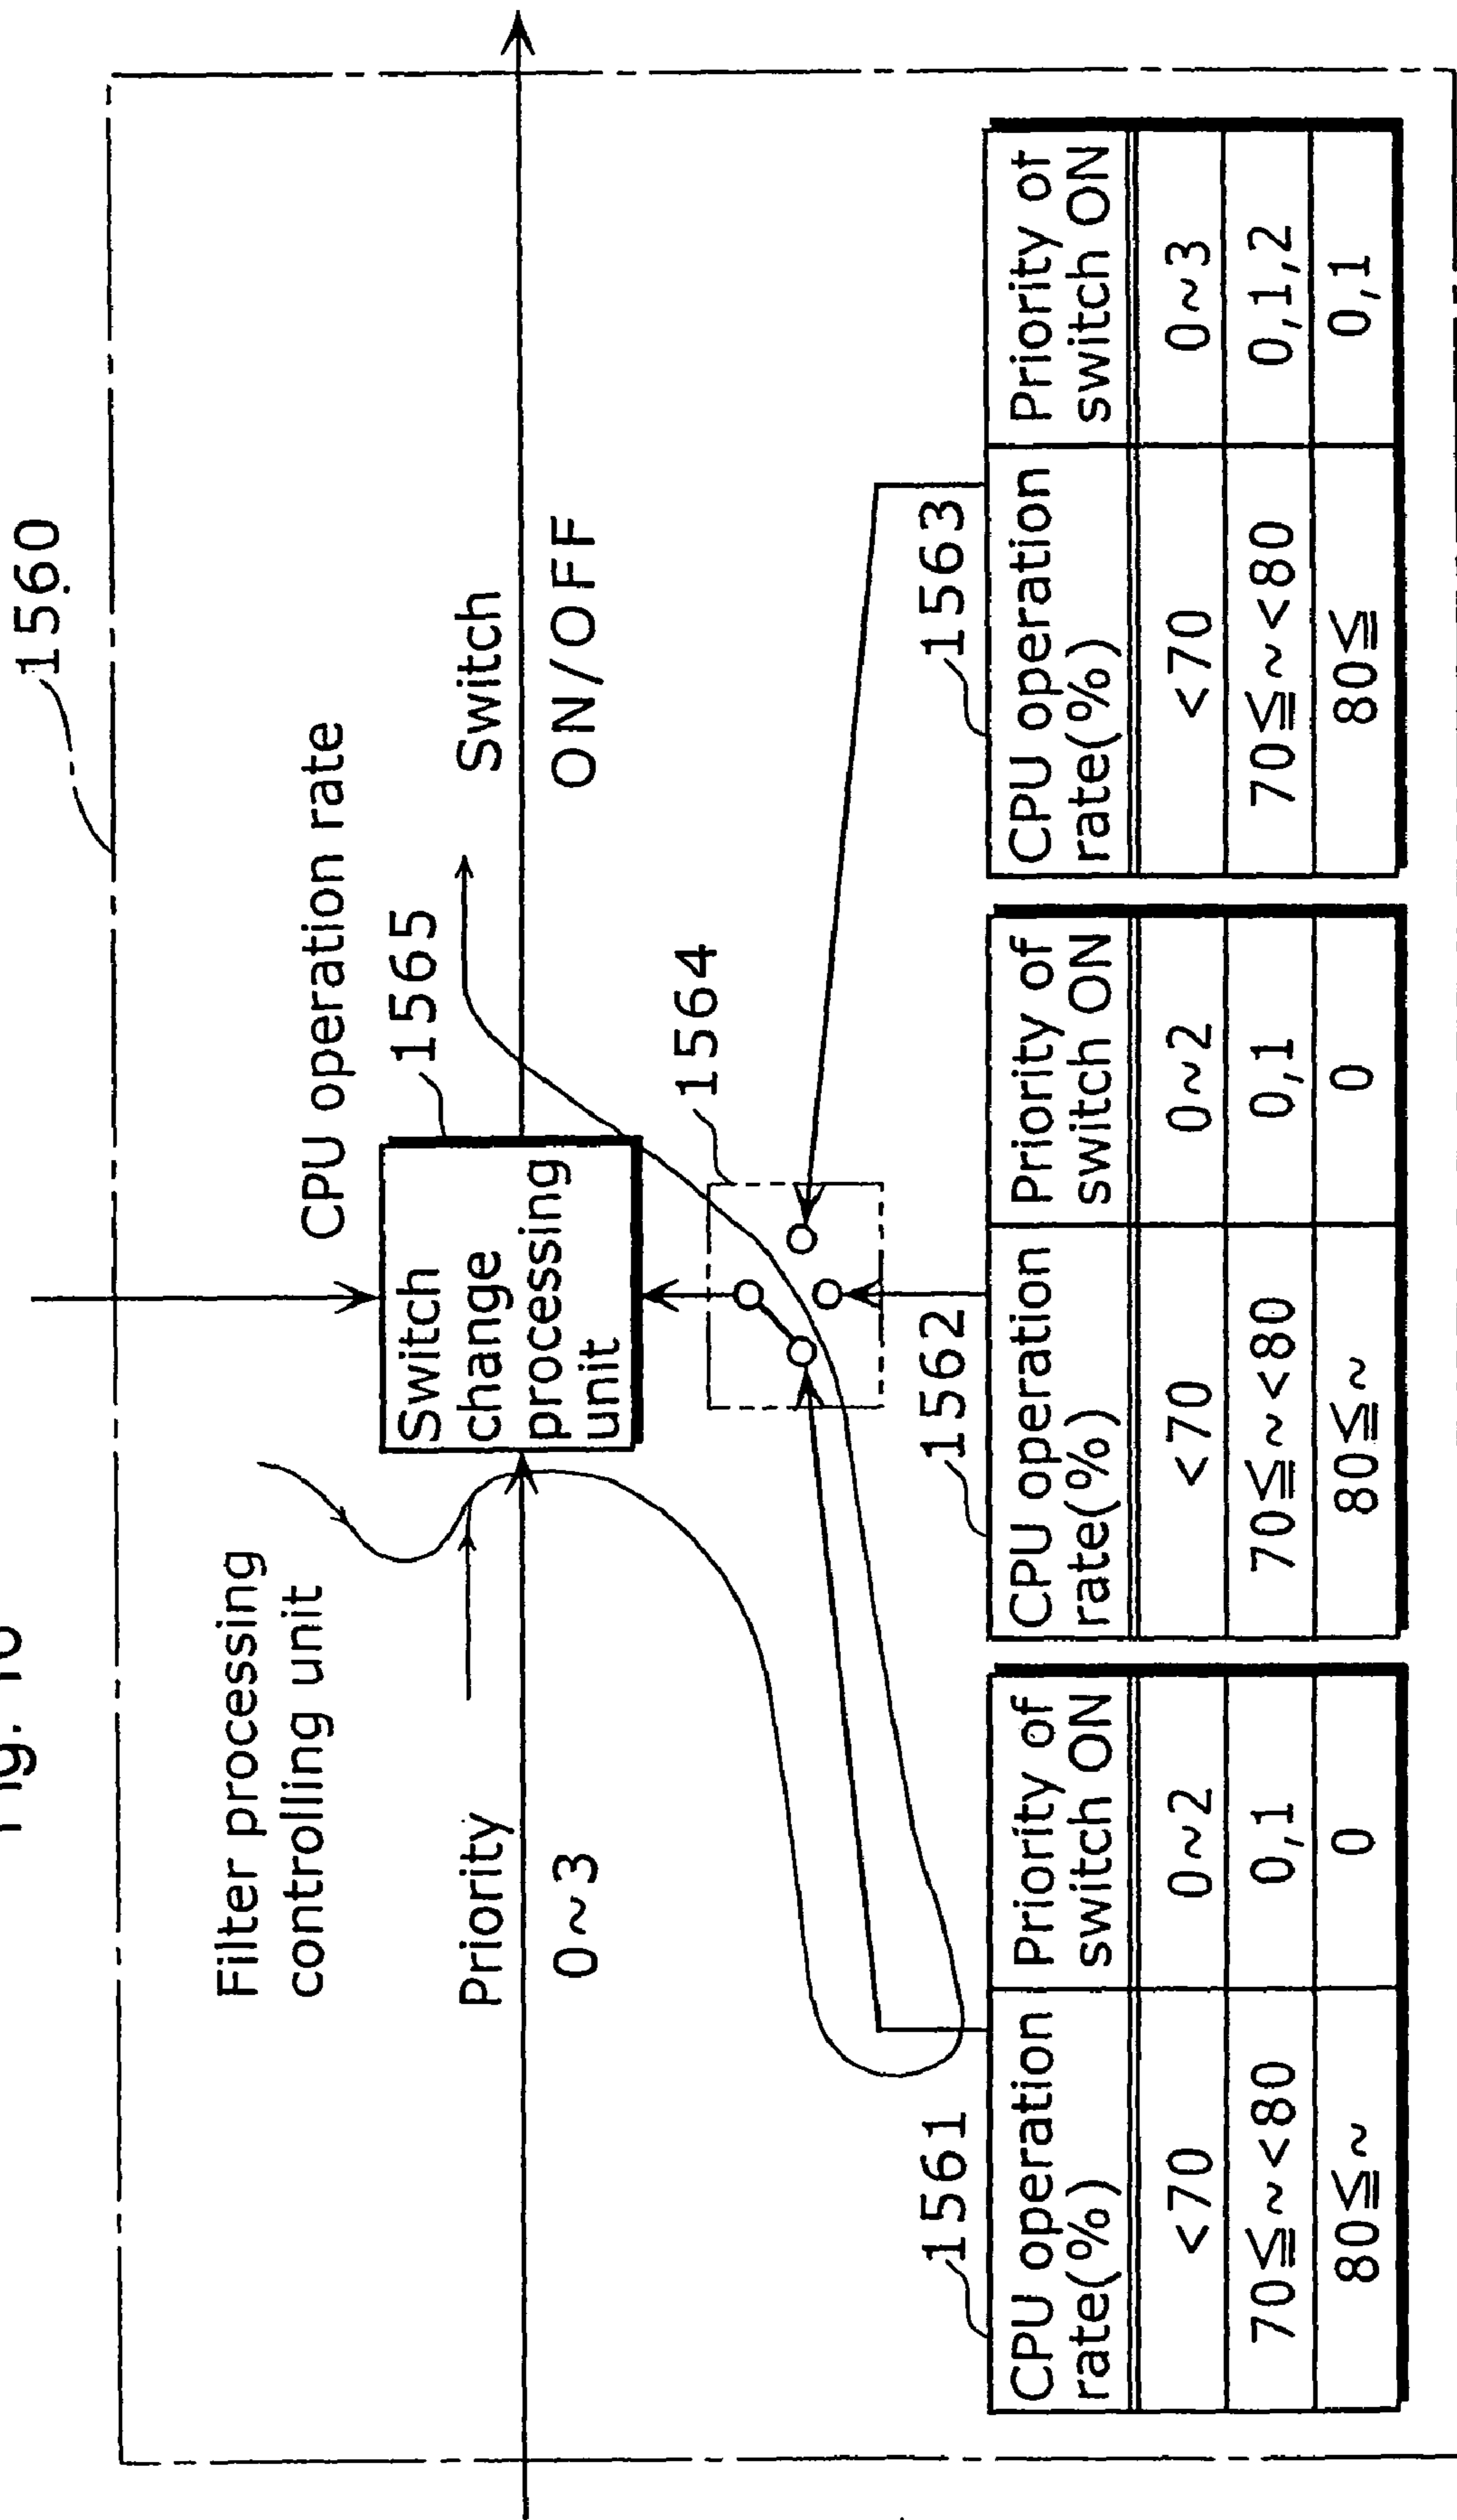 1560
Filter processing
controlling unit
CPU operation rate
Priority
0~3
Switch
change
processing
unit
1565
Switch
ON/OFF
1564
1561
CPU operation
rate(%)
Priority of
switch ON
<70
0~2
70≦~<80
0,1
80≦~
0
1562
CPU operation
rate(%)
Priority of
switch ON
<70
0~2
70≦~<80
0,1
80≦~
0
1563
CPU operation
rate(%)
Priority of
switch ON
<70
0~3
70≦~<80
0,1,2
80≦
0,1